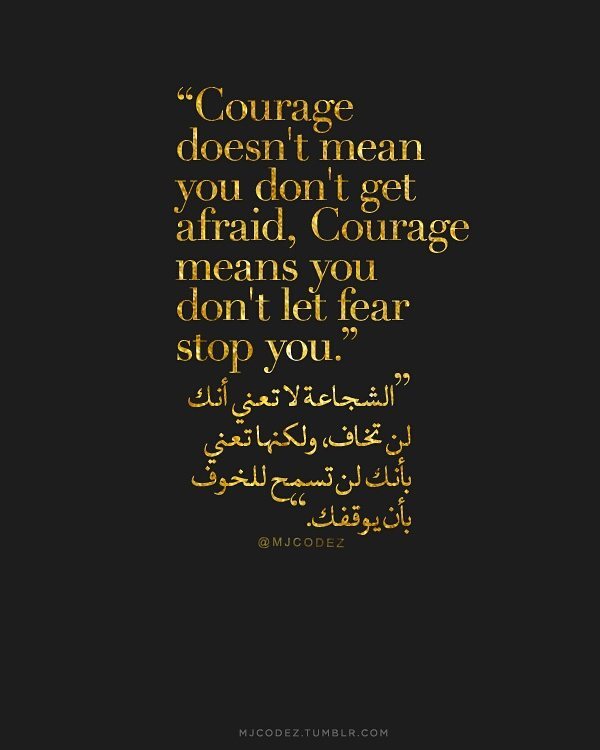 “Courage
doesn't mean
you don't get
afraid, Courage
means you
don't let fear
stop you.”
”الشجاعة لا تعني أنك
لن تخاف، ولكنها تعني
بأنك لن تسمح للخوف
بأن يوقفك.“
@MJCODEZ
MJCODEZ.TUMBLR.COM